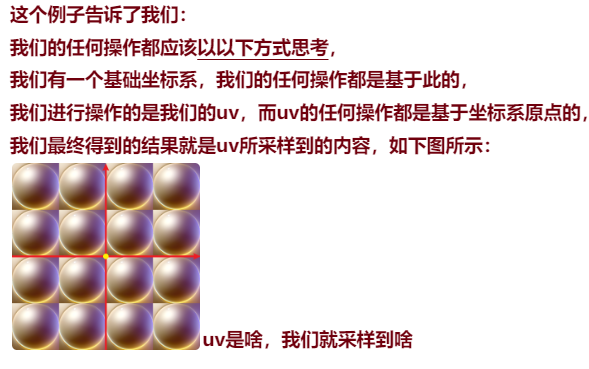 这个例子告诉了我们：
我们的任何操作都应该以以下方式思考，
我们有一个基础坐标系，我们的任何操作都是基于此的，
我们进行操作的是我们的uv，而uv的任何操作都是基于坐标系原点的，
我们最终得到的结果就是uv所采样到的内容，如下图所示：
uv是啥，我们就采样到啥